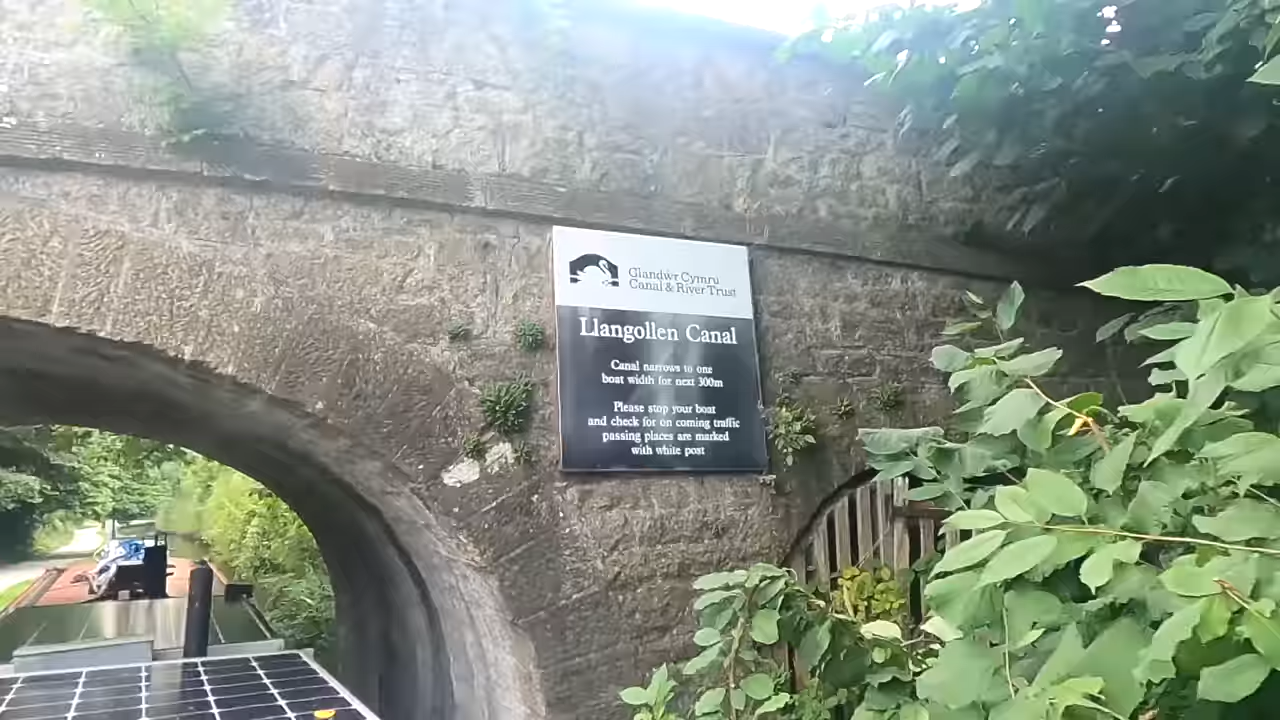 Glandŵr Cymru
Canal & River Trust
Llangollen Canal
Canal narrows to one
boat width for next 300m
Please stop your boat
and check for on coming traffic
passing places are marked
with white post